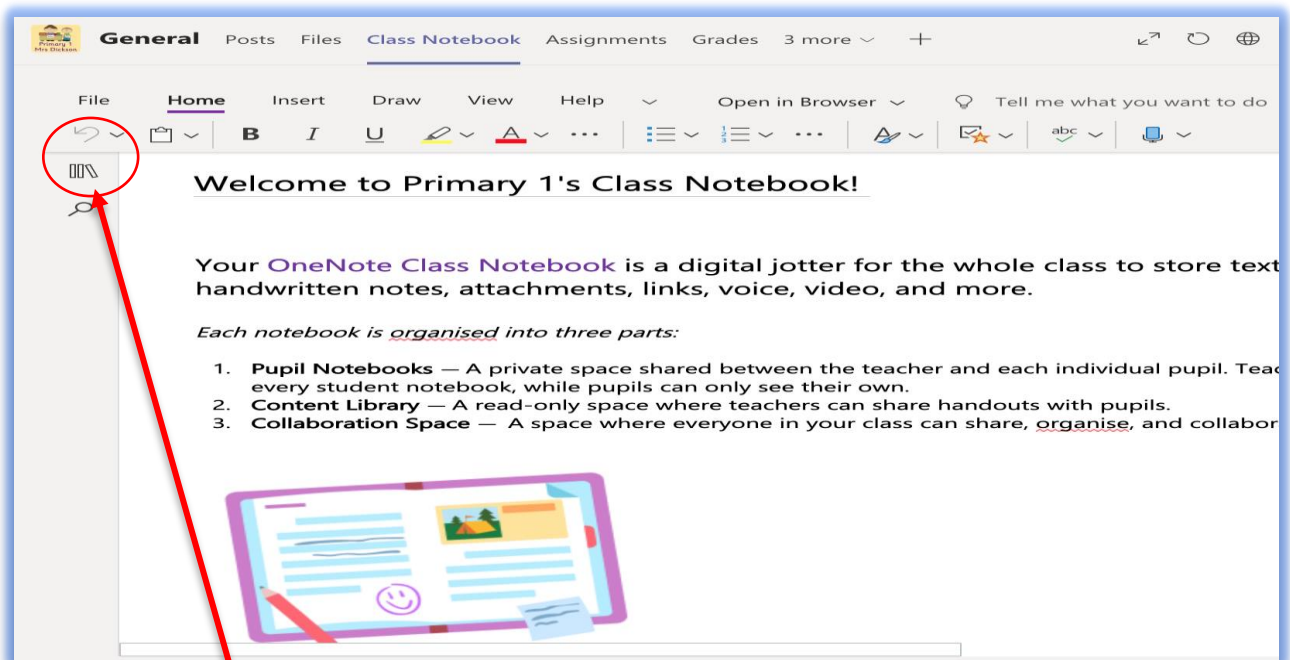 Primary 1
Mrs Dickson
General Posts Files Class Notebook Assignments Grades 3 more
File Home Insert Draw View Help Open in Browser Tell me what you want to do
B I U A abc
Welcome to Primary 1's Class Notebook!
Your OneNote Class Notebook is a digital jotter for the whole class to store text
handwritten notes, attachments, links, voice, video, and more.
Each notebook is organised into three parts:
1. Pupil Notebooks — A private space shared between the teacher and each individual pupil. Teac
every student notebook, while pupils can only see their own.
2. Content Library — A read-only space where teachers can share handouts with pupils.
3. Collaboration Space — A space where everyone in your class can share, organise, and collabor